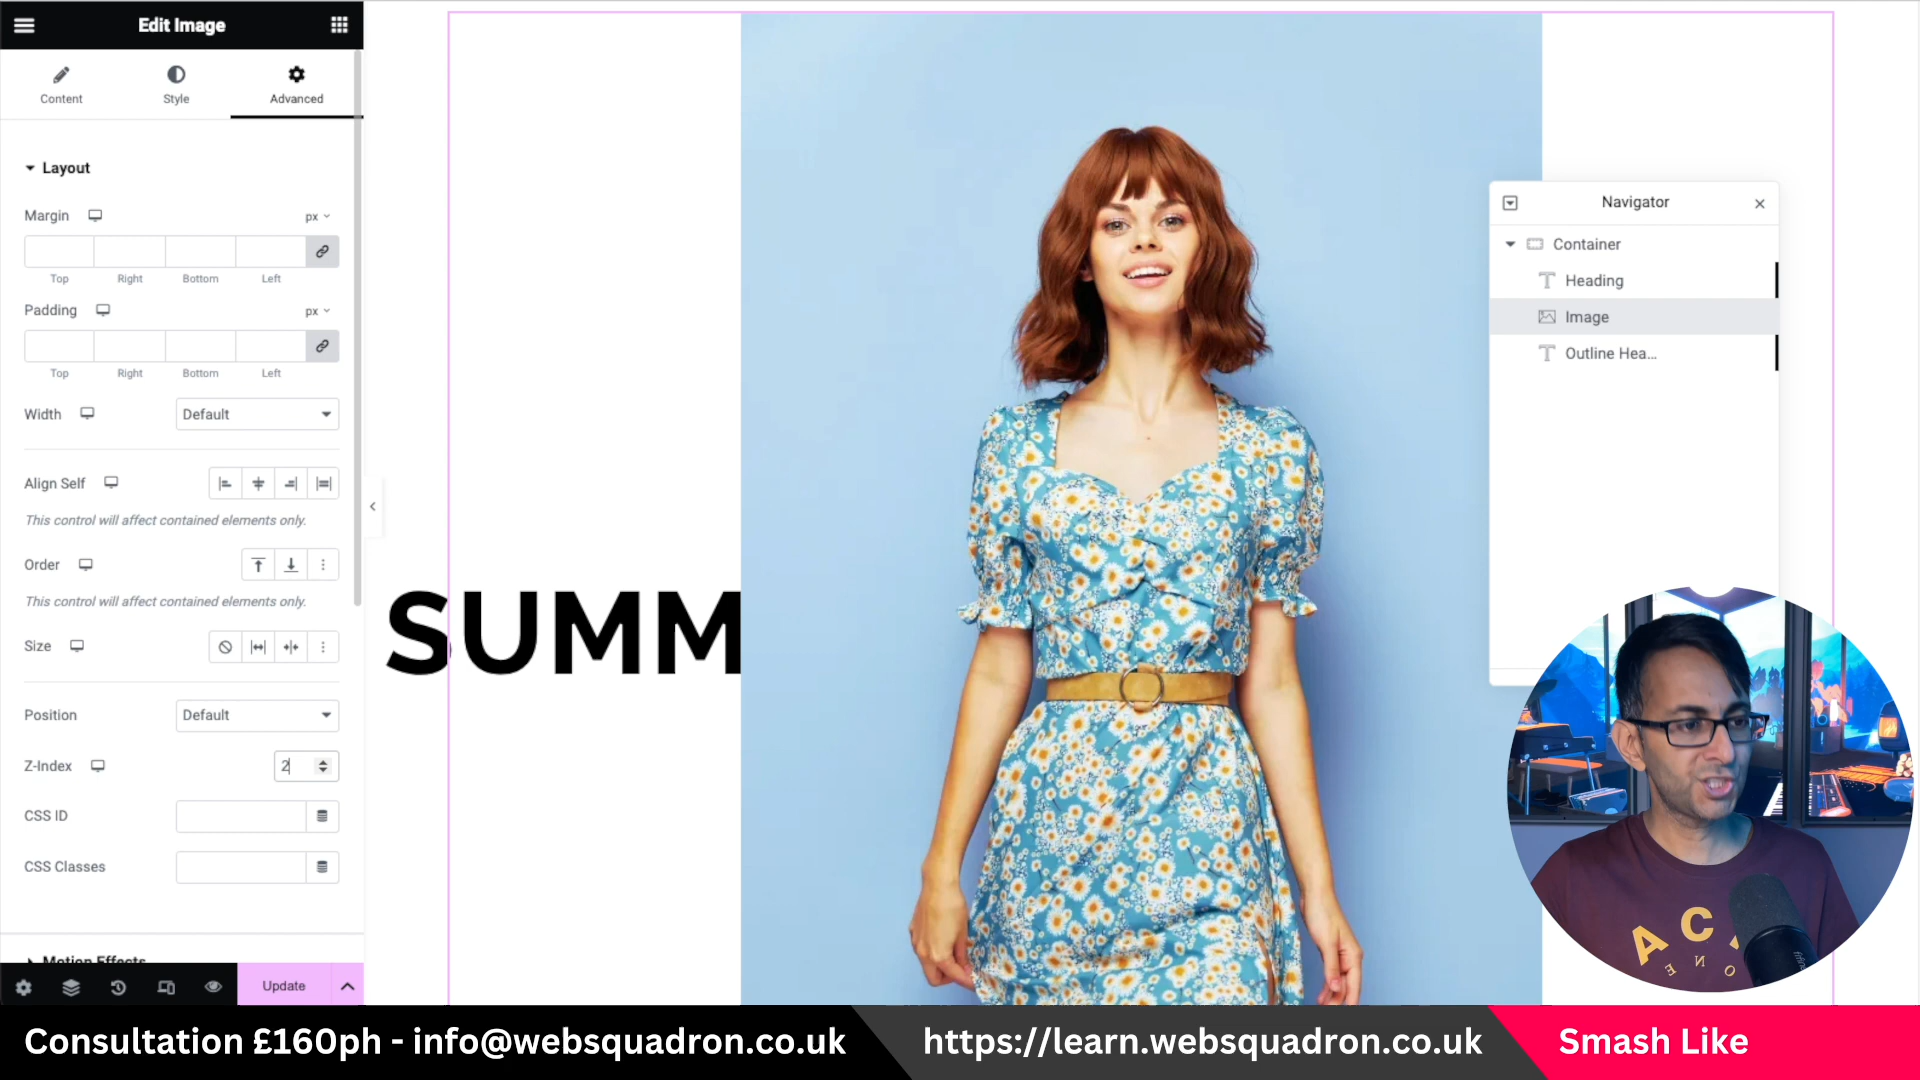 Edit Image
Content
Style
Advanced
Layout
Margin
px
Top
Right
Bottom
Left
Padding
px
Top
Right
Bottom
Left
Width
Default
Align Self
This control will affect contained elements only.
Order
This control will affect contained elements only.
Size
Position
Default
Z-Index
2
CSS ID
CSS Classes
Motion Effects
Update
SUMM
Navigator
Container
Heading
Image
Outline Hea...
A C
E N O
Consultation £160ph - info@websquadron.co.uk
https://learn.websquadron.co.uk
Smash Like